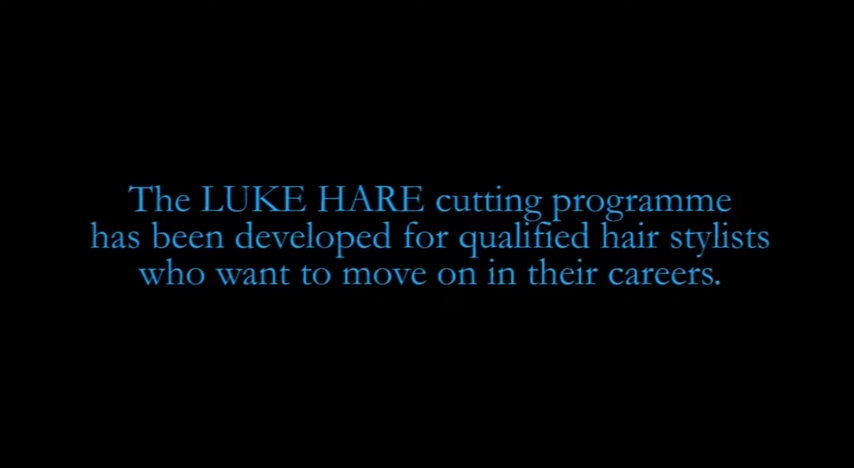 The LUKE HARE cutting programme
has been developed for qualified hair stylists
who want to move on in their careers.